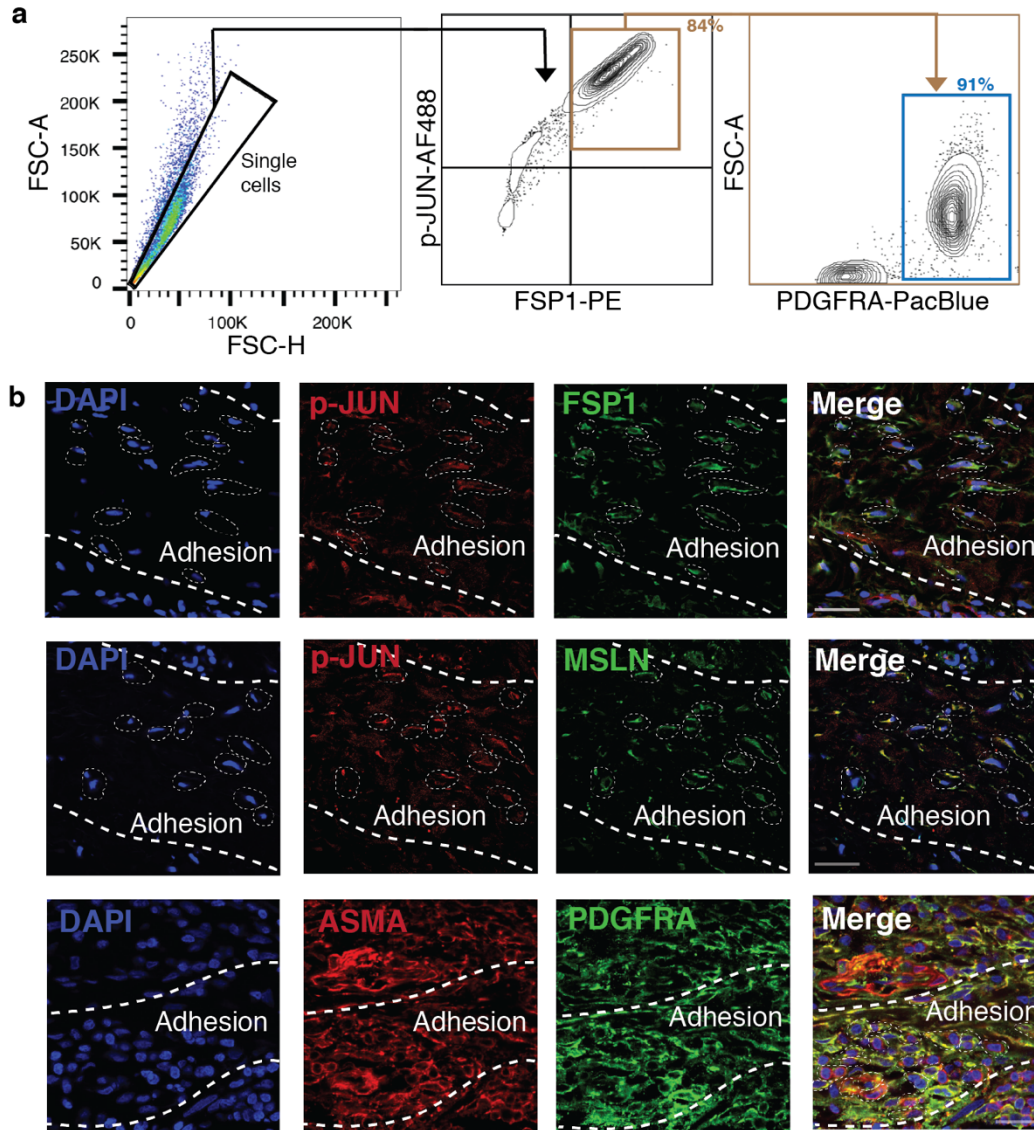 a
250K
200K
150K
100K
50K
0
FSC-A
Single
cells
0
100K
200K
FSC-H
p-JUN-AF488
84%
FSP1-PE
FSC-A
91%
PDGFRA-PacBlue
b
DAPI
p-JUN
FSP1
Merge
Adhesion
Adhesion
Adhesion
Adhesion
DAPI
p-JUN
MSLN
Merge
Adhesion
Adhesion
Adhesion
Adhesion
DAPI
ASMA
PDGFRA
Merge
Adhesion
Adhesion
Adhesion
Adhesion